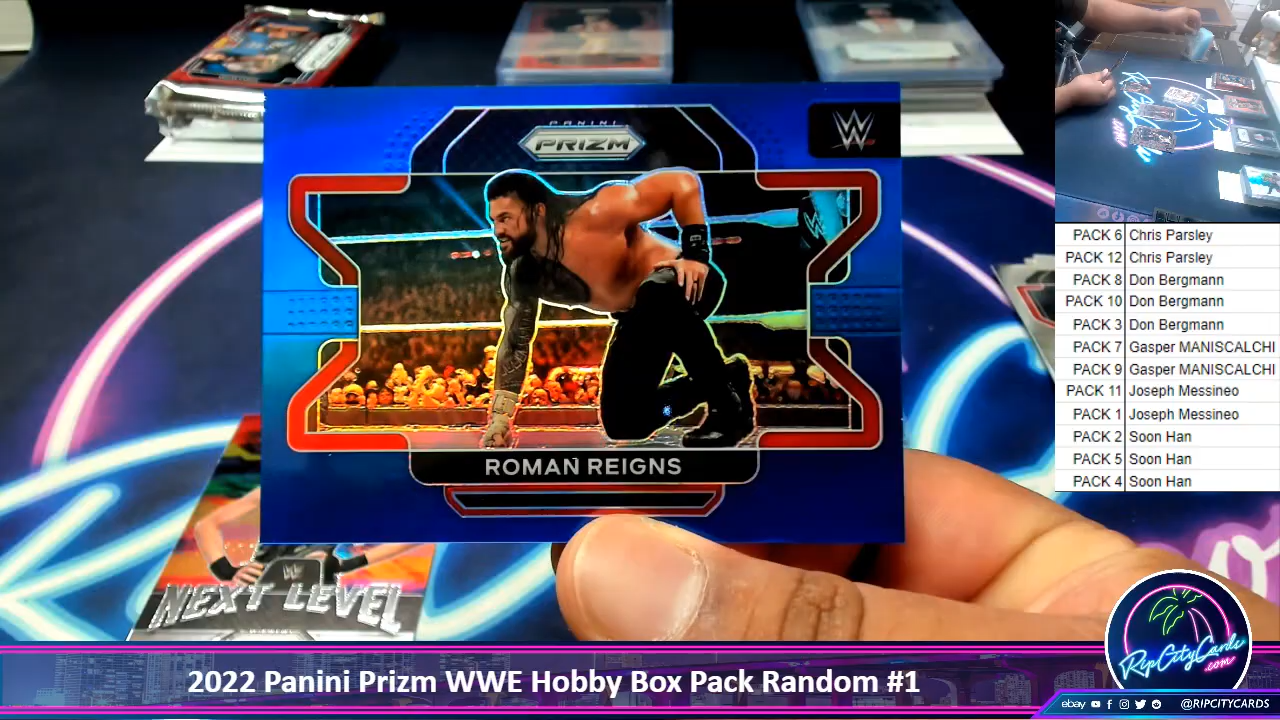 PANINI
PRIZM
W
ROMAN REIGNS
NEXT LEVEL
PACK 6 Chris Parsley
PACK 12 Chris Parsley
PACK 8 Don Bergmann
PACK 10 Don Bergmann
PACK 3 Don Bergmann
PACK 7 Gasper MANISCALCHI
PACK 9 Gasper MANISCALCHI
PACK 11 Joseph Messineo
PACK 1 Joseph Messineo
PACK 2 Soon Han
PACK 5 Soon Han
PACK 4 Soon Han
RipCityCards
.com
2022 Panini Prizm WWE Hobby Box Pack Random #1
ebay
@RIPCITYCARDS